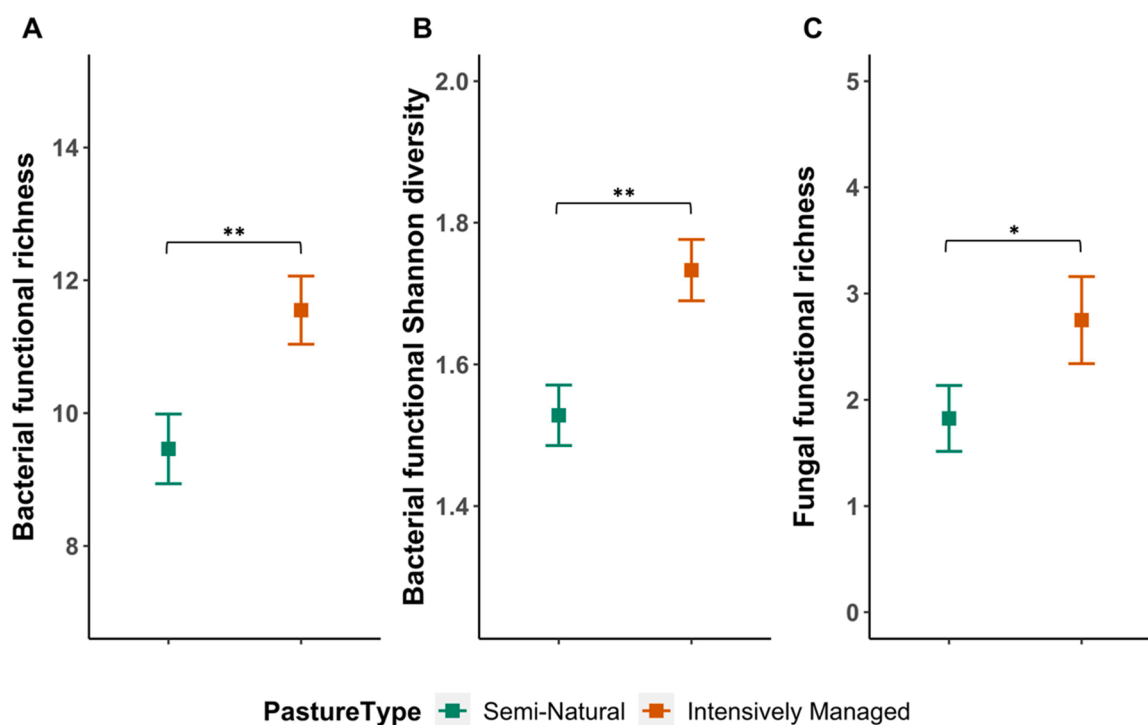 A
Bacterial functional richness
14
12
10
8
**
B
Bacterial functional Shannon diversity
2.0
1.8
1.6
1.4
**
C
Fungal functional richness
5
4
3
2
1
0
*
PastureType Semi-Natural Intensively Managed